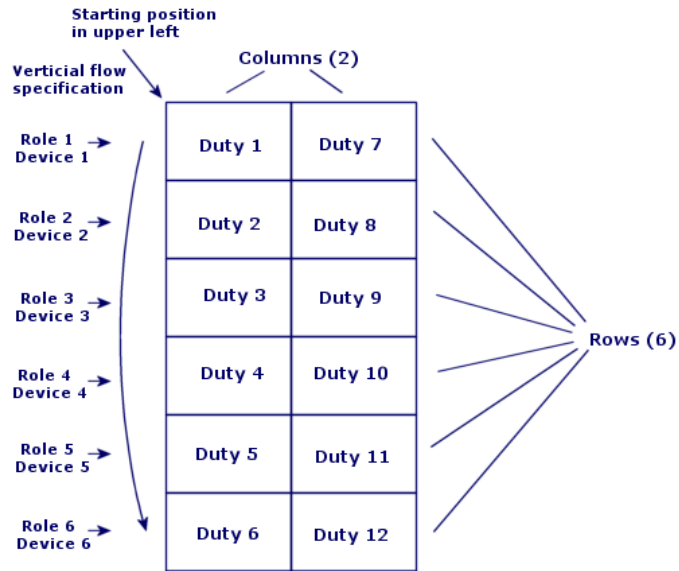 Starting position
in upper left
Columns (2)
Verticial flow
specification
Role 1
Device 1
Duty 1
Duty 7
Role 2
Device 2
Duty 2
Duty 8
Role 3
Device 3
Duty 3
Duty 9
Rows (6)
Role 4
Device 4
Duty 4
Duty 10
Role 5
Device 5
Duty 5
Duty 11
Role 6
Device 6
Duty 6
Duty 12